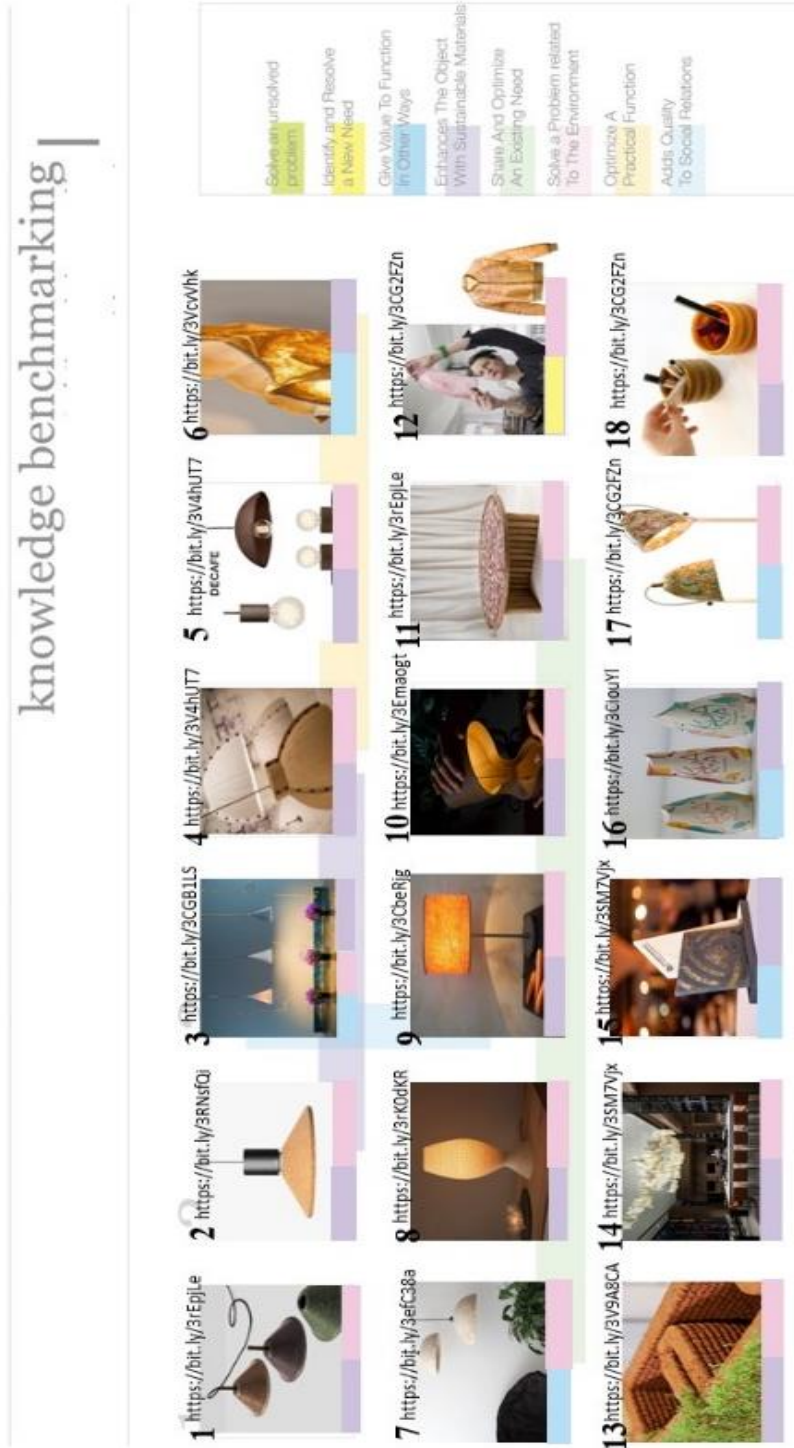 knowledge benchmarking
1 https://bit.ly/3rEpjLe
2 https://bit.ly/3RNsfQj
3 https://bit.ly/3CGB1LS
4 https://bit.ly/3V4hUT7
5 https://bit.ly/3V4hUT7
DECAFE
6 https://bit.ly/3VcvVhk
7 https://bit.ly/3efC38a
8 https://bit.ly/3rK0dKR
9 https://bit.ly/3CbeRjg
10 https://bit.ly/3Emaogt
11 https://bit.ly/3rEpjLe
12 https://bit.ly/3CG2FZn
13 https://bit.ly/3V9A8CA
14 https://bit.ly/3SM7Vjx
15 https://bit.ly/3SM7Vjx
16 https://bit.ly/3CiouYl
17 https://bit.ly/3CG2FZn
18 https://bit.ly/3CG2FZn
Solve an unsolved
problem
Identify and Resolve
a New Need
Give Value To Function
In Other Ways
Enhances The Object
With Sustainable Materials
Share And Optimize
An Existing Need
Solve a Problem related
To The Environment
Optimize A
Practical Function
Adds Quality
To Social Relations